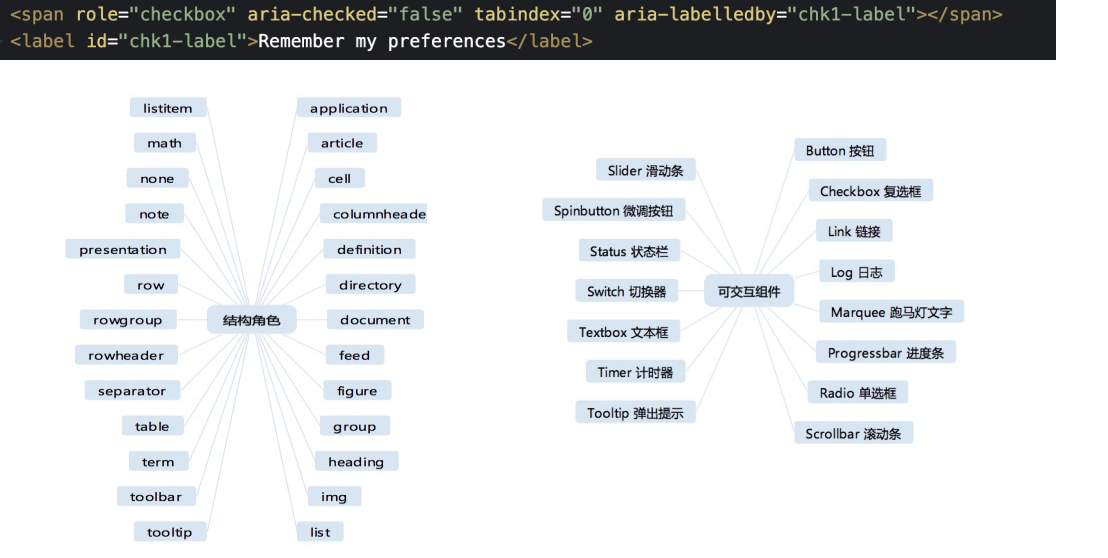 <span role="checkbox" aria-checked="false" tabindex="0" aria-labelledby="chk1-label"></span>
<label id="chk1-label">Remember my preferences</label>
结构角色
listitem
math
none
note
presentation
row
rowgroup
rowheader
separator
table
term
toolbar
tooltip
application
article
cell
columnheade
definition
directory
document
feed
figure
group
heading
img
list
可交互组件
Slider 滑动条
Spinbutton 微调按钮
Status 状态栏
Switch 切换器
Textbox 文本框
Timer 计时器
Tooltip 弹出提示
Button 按钮
Checkbox 复选框
Link 链接
Log 日志
Marquee 跑马灯文字
Progressbar 进度条
Radio 单选框
Scrollbar 滚动条